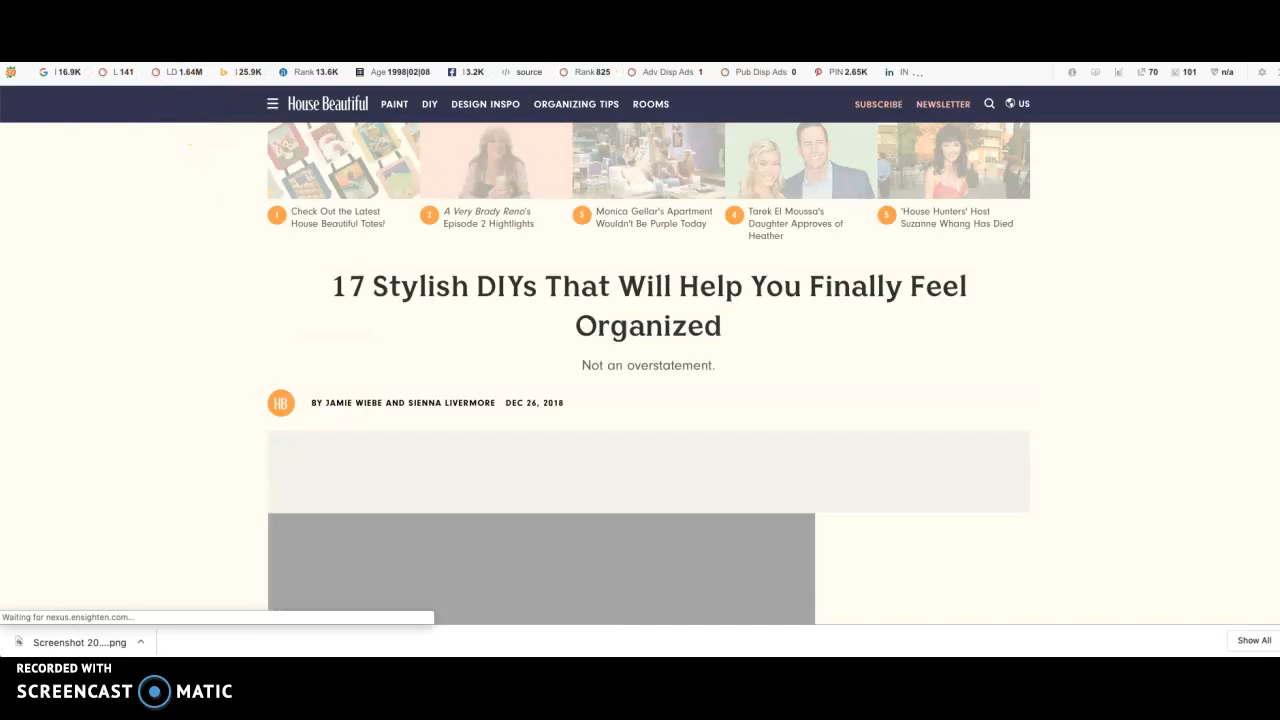 I 16.9K L 141 LD 1.64M I 25.9K Rank 13.6K Age 1998|02|08 I 3.2K </> source Rank 825 Adv Disp Ads 1 Pub Disp Ads 0 PIN 2.65K in IN ... 70 101 n/a
House Beautiful PAINT DIY DESIGN INSPO ORGANIZING TIPS ROOMS SUBSCRIBE NEWSLETTER US
1 Check Out the Latest
House Beautiful Totes!
2 A Very Brady Reno's
Episode 2 Hightlights
3 Monica Gellar's Apartment
Wouldn't Be Purple Today
4 Tarek El Moussa's
Daughter Approves of
Heather
5 'House Hunters' Host
Suzanne Whang Has Died
17 Stylish DIYs That Will Help You Finally Feel
Organized
Not an overstatement.
HB BY JAMIE WIEBE AND SIENNA LIVERMORE DEC 26, 2018
Waiting for nexus.ensighten.com...
Screenshot 20....png
Show All
RECORDED WITH
SCREENCAST MATIC